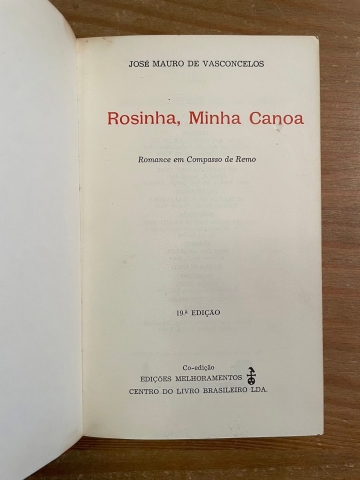 JOSÉ MAURO DE VASCONCELOS
Rosinha, Minha Canoa
Romance em Compasso de Remo
19.ª EDIÇÃO
Co-edição
EDIÇÕES MELHORAMENTOS
CENTRO DO LIVRO BRASILEIRO LDA.